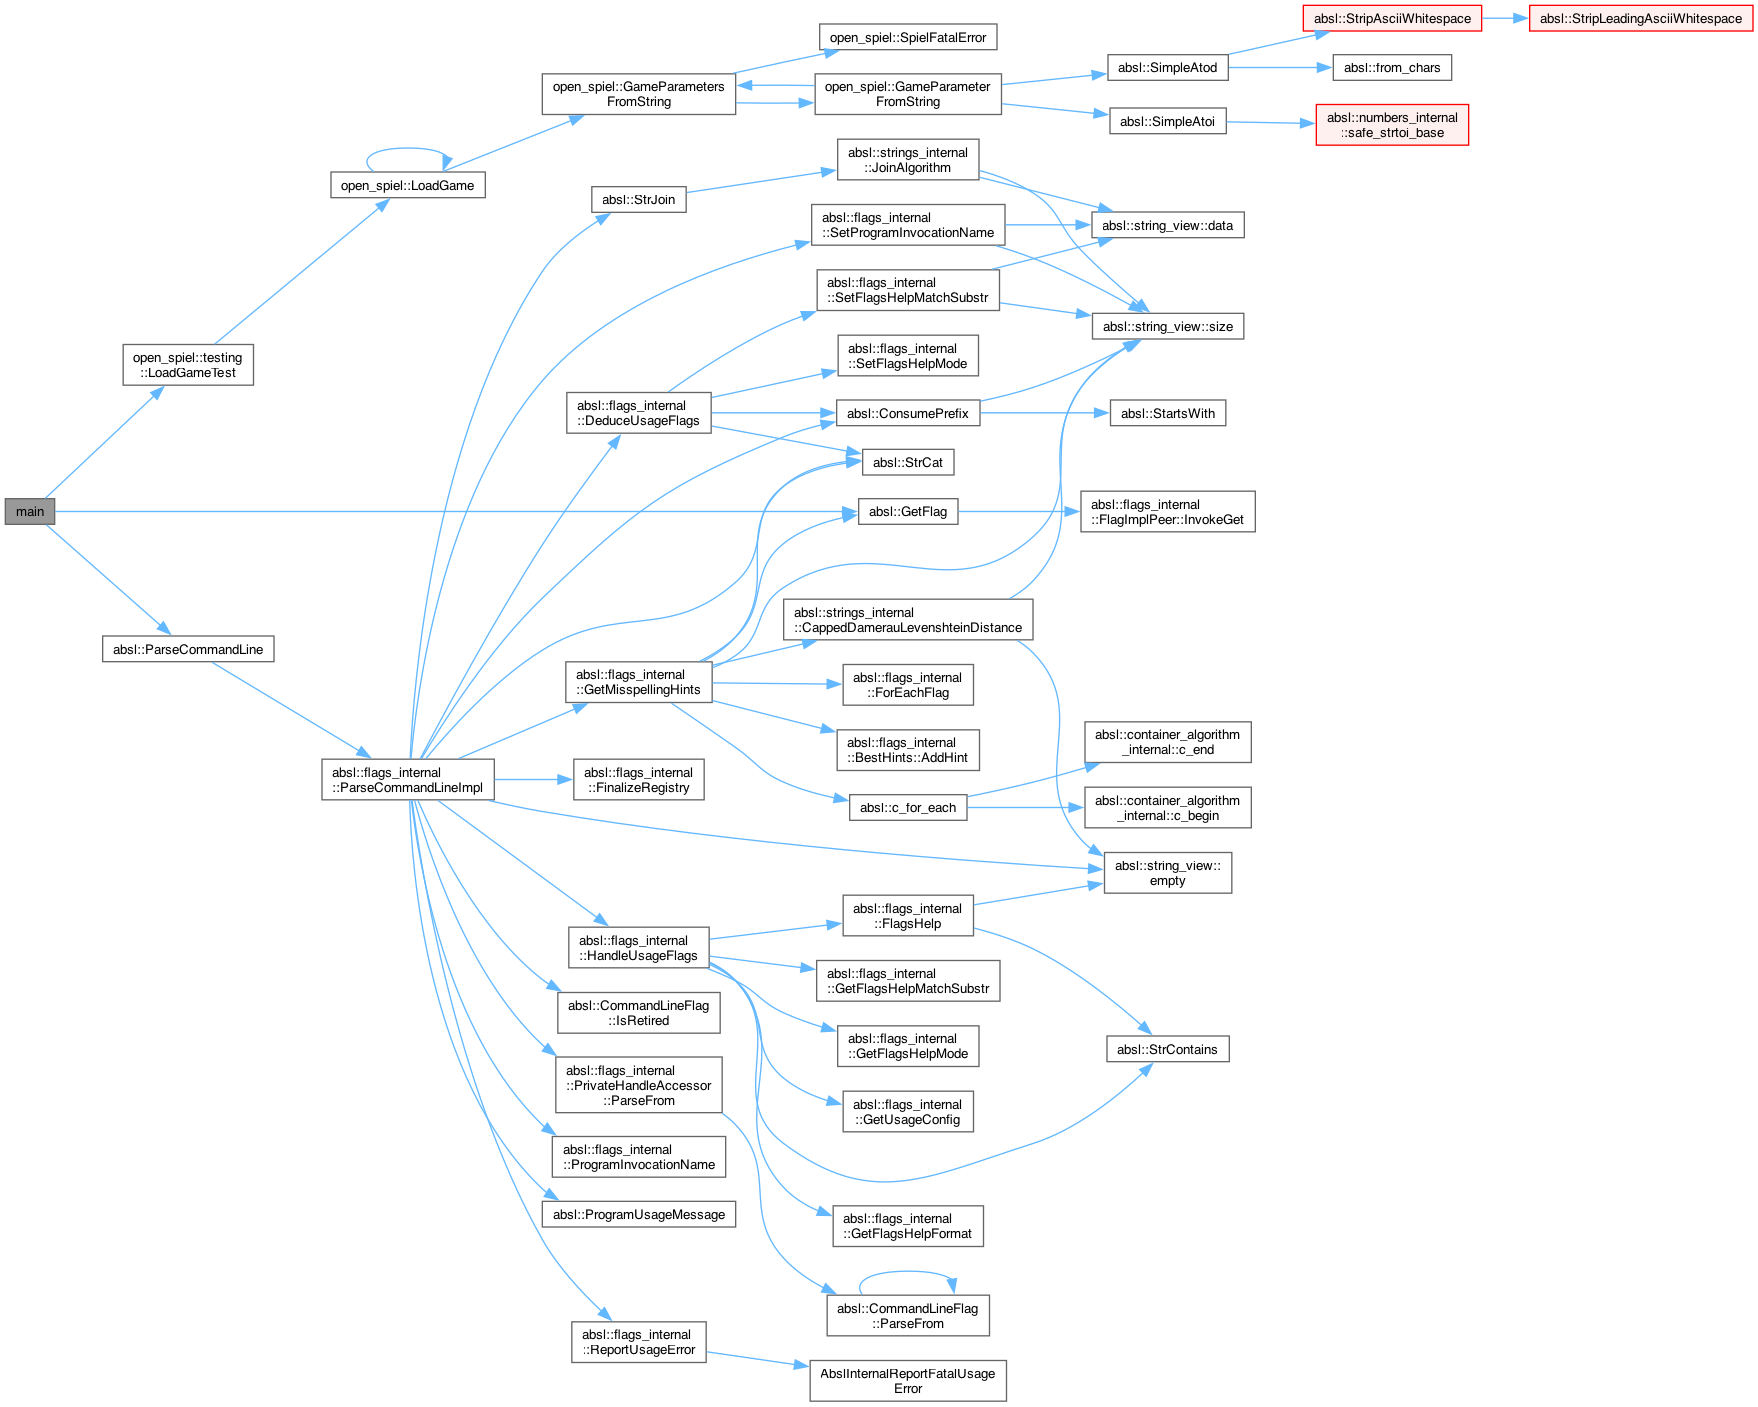 absl::StripAsciiWhitespace
absl::StripLeadingAsciiWhitespace
open_spiel::SpielFatalError
absl::SimpleAtod
absl::from_chars
open_spiel::GameParameters
FromString
open_spiel::GameParameter
FromString
absl::SimpleAtoi
absl::numbers_internal
::safe_strtoi_base
absl::strings_internal
::JoinAlgorithm
open_spiel::LoadGame
absl::StrJoin
absl::flags_internal
::SetProgramInvocationName
absl::string_view::data
absl::flags_internal
::SetFlagsHelpMatchSubstr
absl::string_view::size
open_spiel::testing
::LoadGameTest
absl::flags_internal
::SetFlagsHelpMode
absl::flags_internal
::DeduceUsageFlags
absl::ConsumePrefix
absl::StartsWith
absl::StrCat
main
absl::GetFlag
absl::flags_internal
::FlagImplPeer::InvokeGet
absl::strings_internal
::CappedDamerauLevenshteinDistance
absl::ParseCommandLine
absl::flags_internal
::GetMisspellingHints
absl::flags_internal
::ForEachFlag
absl::flags_internal
::BestHints::AddHint
absl::container_algorithm
_internal::c_end
absl::flags_internal
::ParseCommandLineImpl
absl::flags_internal
::FinalizeRegistry
absl::c_for_each
absl::container_algorithm
_internal::c_begin
absl::string_view::
empty
absl::flags_internal
::FlagsHelp
absl::flags_internal
::HandleUsageFlags
absl::flags_internal
::GetFlagsHelpMatchSubstr
absl::CommandLineFlag
::IsRetired
absl::flags_internal
::GetFlagsHelpMode
absl::StrContains
absl::flags_internal
::PrivateHandleAccessor
::ParseFrom
absl::flags_internal
::GetUsageConfig
absl::flags_internal
::ProgramInvocationName
absl::ProgramUsageMessage
absl::flags_internal
::GetFlagsHelpFormat
absl::CommandLineFlag
::ParseFrom
absl::flags_internal
::ReportUsageError
AbslInternalReportFatalUsage
Error